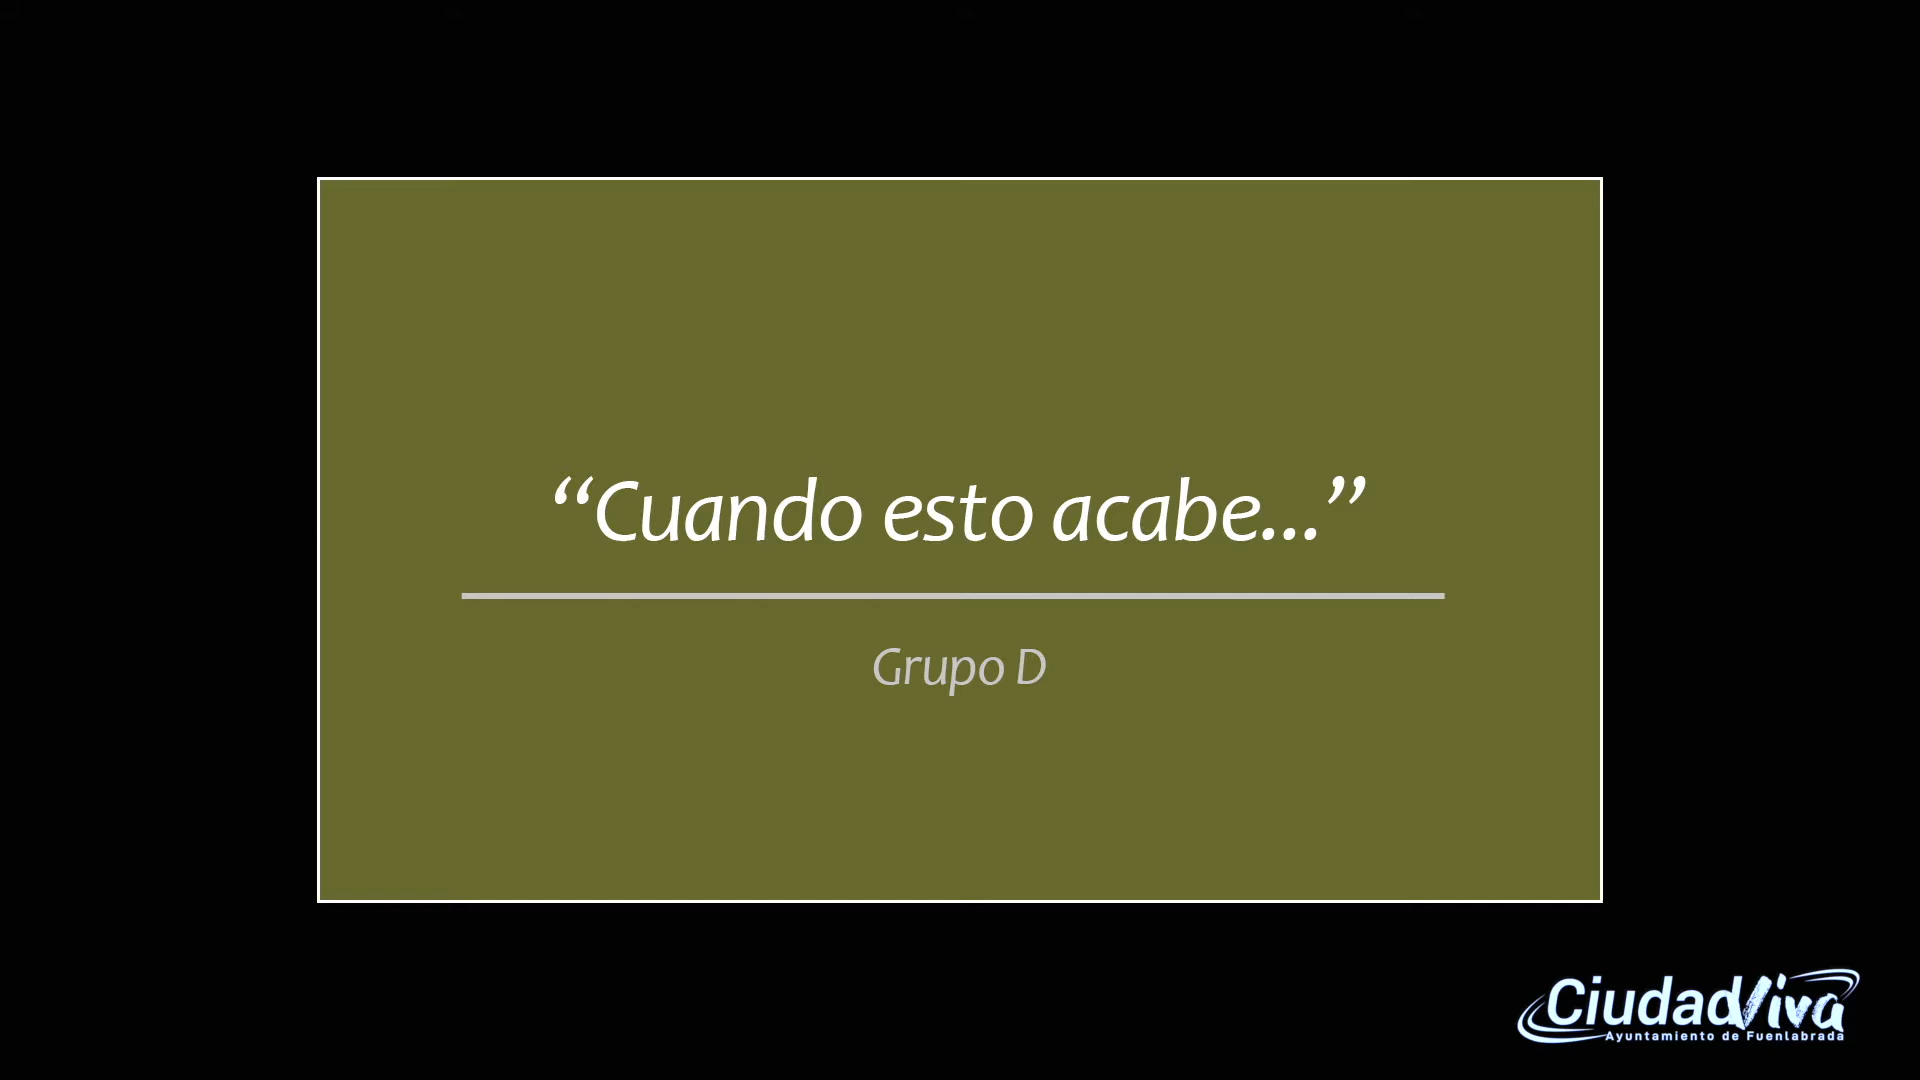 “Cuando esto acabe...”
Grupo D
CiudadViva
Ayuntamiento de Fuenlabrada